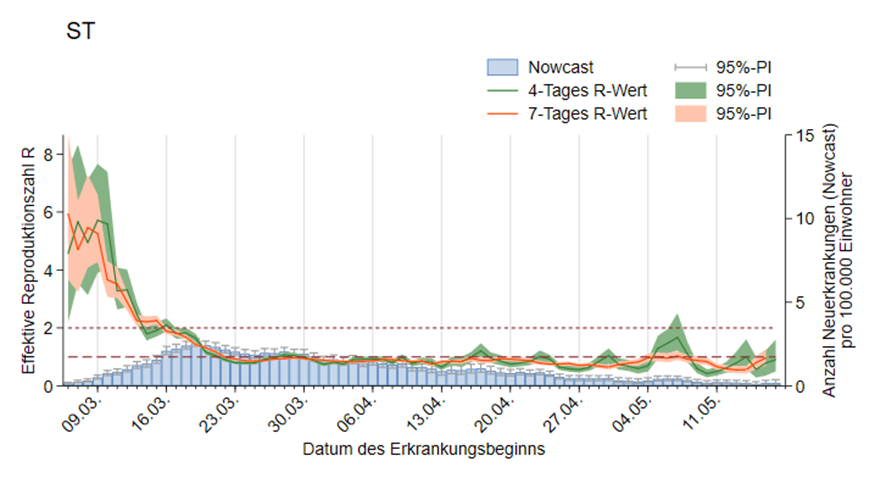 ST
Nowcast
95%-PI
4-Tages R-Wert
95%-PI
7-Tages R-Wert
95%-PI
Effektive Reproduktionszahl R
8
6
4
2
0
15
10
5
0
Anzahl Neuerkrankungen (Nowcast)
pro 100.000 Einwohner
09.03.
16.03.
23.03.
30.03.
06.04.
13.04.
20.04.
27.04.
04.05.
11.05.
Datum des Erkrankungsbeginns